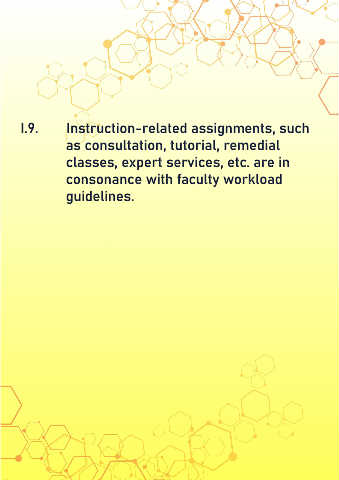 I.9. Instruction-related assignments, such
as consultation, tutorial, remedial
classes, expert services, etc. are in
consonance with faculty workload
guidelines.